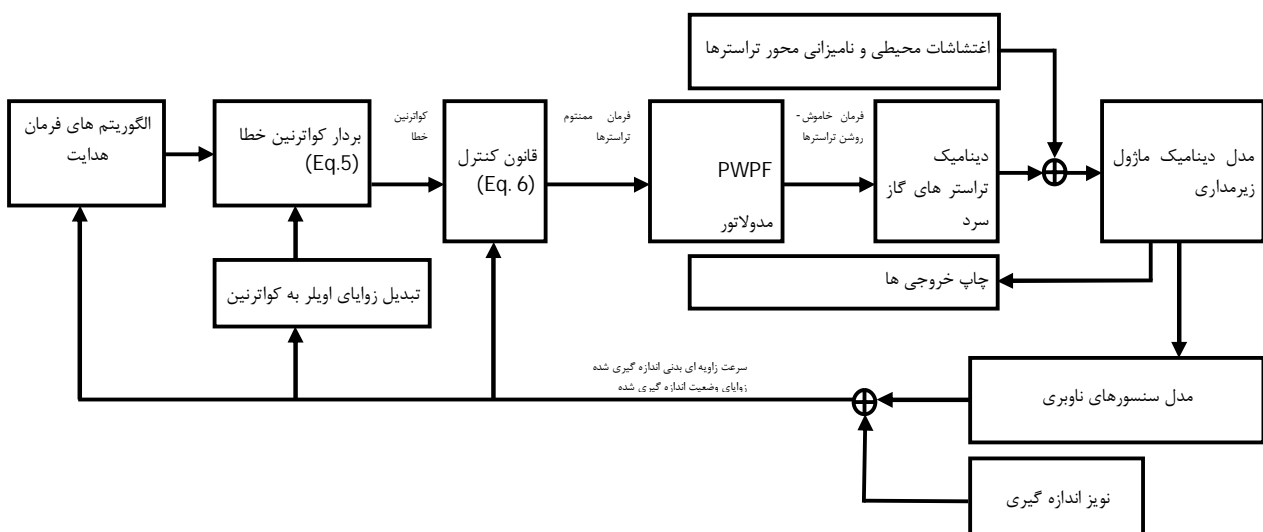 اغتشاشات محیطی و نامیزانی محور تراسترها
الگوریتم های فرمان
هدایت
بردار کواترنین خطا
(Eq.5)
کواترنین
خطا
قانون کنترل
(Eq. 6)
فرمان ممنتوم
تراسترها
PWPF
مدولاتور
فرمان خاموش-
روشن تراسترها
دینامیک
تراستر های گاز
سرد
مدل دینامیک ماژول
زیرمداری
تبدیل زوایای اویلر به کواترنین
چاپ خروجی ها
سرعت زاویه ای بدنی اندازه گیری شده
زوایای وضعیت اندازه گیری شده
مدل سنسورهای ناوبری
نویز اندازه گیری